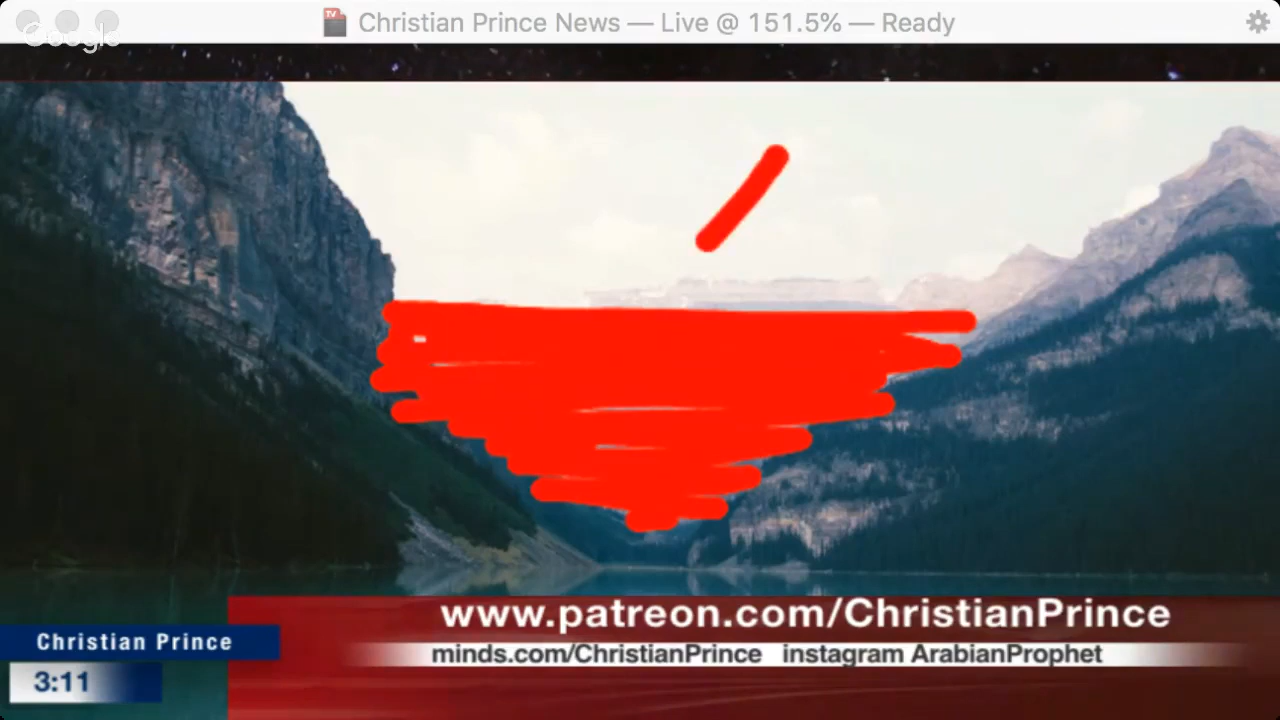 Christian Prince News — Live @ 151.5% — Ready
TV
Google
www.patreon.com/ChristianPrince
minds.com/ChristianPrince instagram ArabianProphet
Christian Prince
3:11